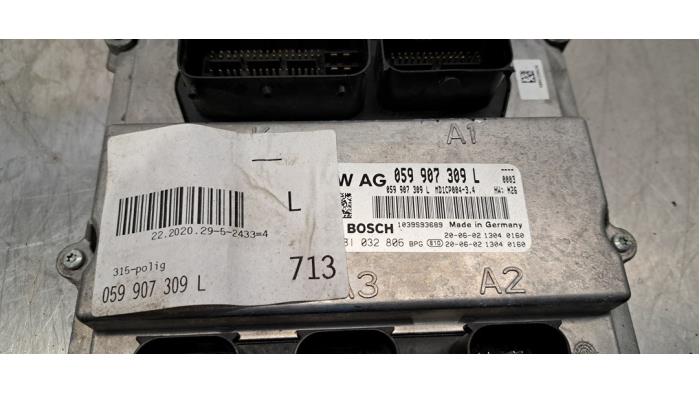 A1
L
22.2020.29-5-2433=4
315-polig
713
059 907 309 L
W AG 059 907 309 L
0003
059 907 309 L MD1CP004-3.4 HW: H26
BOSCH 1039S93689 Made in Germany
20-06-02 1304 0160
31 032 806 BPG 20-06-02 1304 0160
A3
A2